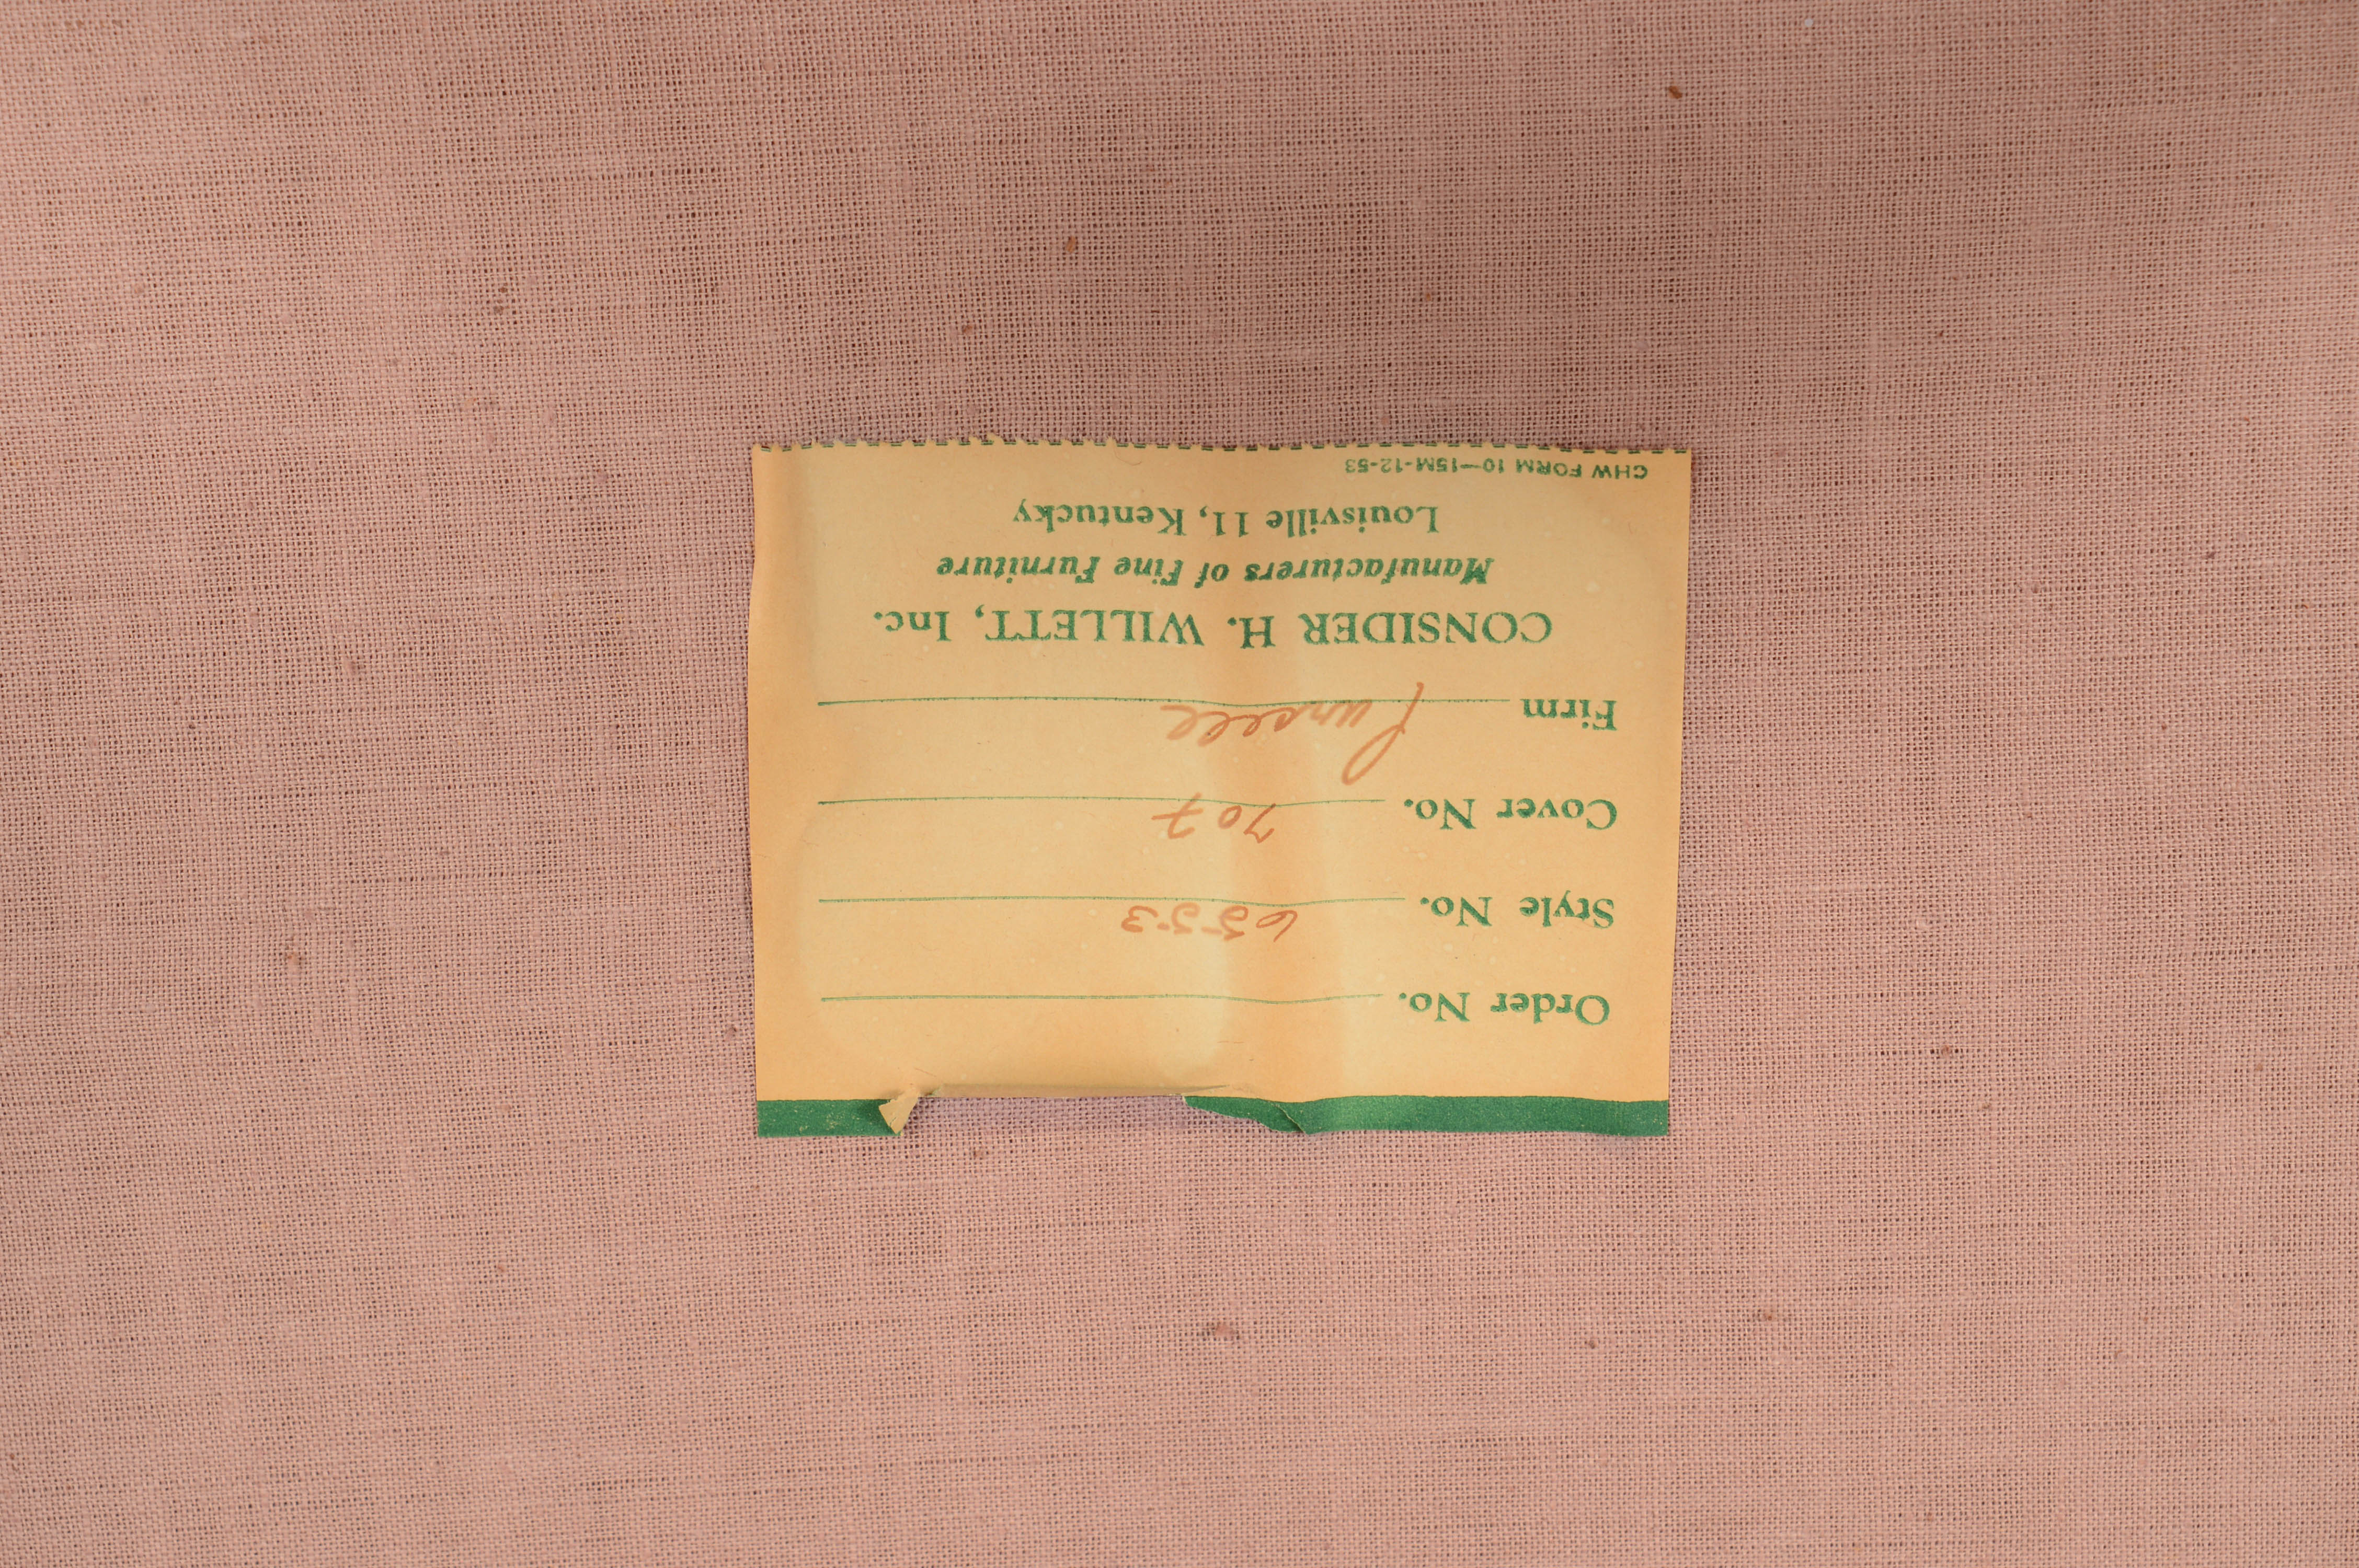 Order No.
Style No. 6553
Cover No. 707
Firm Purcell
CONSIDER H. WILLETT, Inc.
Manufacturers of Fine Furniture
Louisville 11, Kentucky
CHW FORM 10—15M-12-53